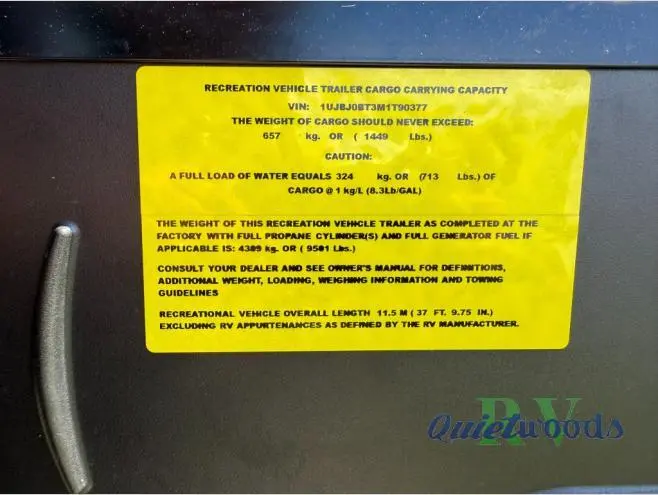 RECREATION VEHICLE TRAILER CARGO CARRYING CAPACITY
VIN: 1UJBJ0BT3M1T90377
THE WEIGHT OF CARGO SHOULD NEVER EXCEED:
657 kg. OR ( 1449 Lbs.)
CAUTION:
A FULL LOAD OF WATER EQUALS 324 kg. OR (713 Lbs.) OF
CARGO @ 1 kg/L (8.3Lb/GAL)
THE WEIGHT OF THIS RECREATION VEHICLE TRAILER AS COMPLETED AT THE
FACTORY WITH FULL PROPANE CYLINDER(S) AND FULL GENERATOR FUEL IF
APPLICABLE IS: 4309 kg. OR ( 9501 Lbs.)
CONSULT YOUR DEALER AND SEE OWNER'S MANUAL FOR DEFINITIONS,
ADDITIONAL WEIGHT, LOADING, WEIGHING INFORMATION AND TOWING
GUIDELINES
RECREATIONAL VEHICLE OVERALL LENGTH 11.5 M ( 37 FT. 9.75 IN.)
EXCLUDING RV APPURTENANCES AS DEFINED BY THE RV MANUFACTURER.
RV
Quietwoods